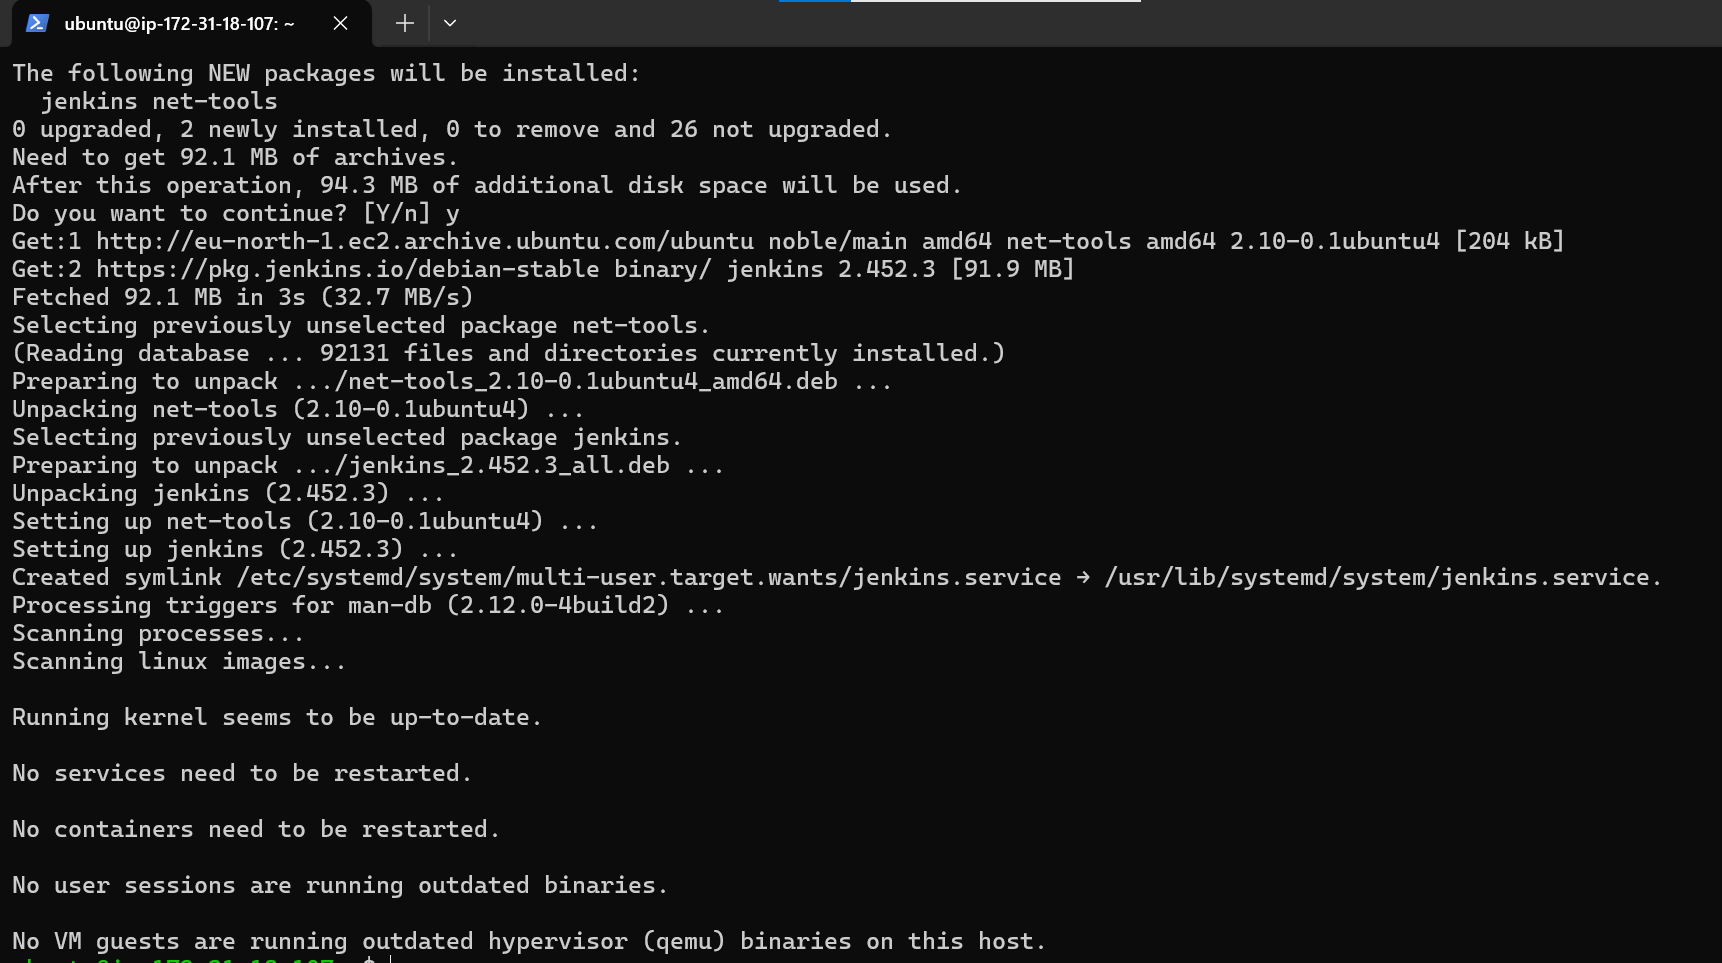 ubuntu@ip-172-31-18-107: ~
The following NEW packages will be installed:
  jenkins net-tools
0 upgraded, 2 newly installed, 0 to remove and 26 not upgraded.
Need to get 92.1 MB of archives.
After this operation, 94.3 MB of additional disk space will be used.
Do you want to continue? [Y/n] y
Get:1 http://eu-north-1.ec2.archive.ubuntu.com/ubuntu noble/main amd64 net-tools amd64 2.10-0.1ubuntu4 [204 kB]
Get:2 https://pkg.jenkins.io/debian-stable binary/ jenkins 2.452.3 [91.9 MB]
Fetched 92.1 MB in 3s (32.7 MB/s)
Selecting previously unselected package net-tools.
(Reading database ... 92131 files and directories currently installed.)
Preparing to unpack .../net-tools_2.10-0.1ubuntu4_amd64.deb ...
Unpacking net-tools (2.10-0.1ubuntu4) ...
Selecting previously unselected package jenkins.
Preparing to unpack .../jenkins_2.452.3_all.deb ...
Unpacking jenkins (2.452.3) ...
Setting up net-tools (2.10-0.1ubuntu4) ...
Setting up jenkins (2.452.3) ...
Created symlink /etc/systemd/system/multi-user.target.wants/jenkins.service → /usr/lib/systemd/system/jenkins.service.
Processing triggers for man-db (2.12.0-4build2) ...
Scanning processes...
Scanning linux images...
Running kernel seems to be up-to-date.
No services need to be restarted.
No containers need to be restarted.
No user sessions are running outdated binaries.
No VM guests are running outdated hypervisor (qemu) binaries on this host.